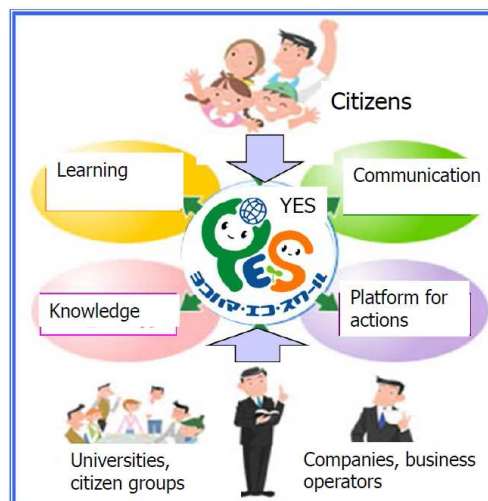 Citizens
Learning
Communication
YES
YES
ヨコハマ・エコ・スクール
Knowledge
Platform for
actions
Universities,
citizen groups
Companies, business
operators